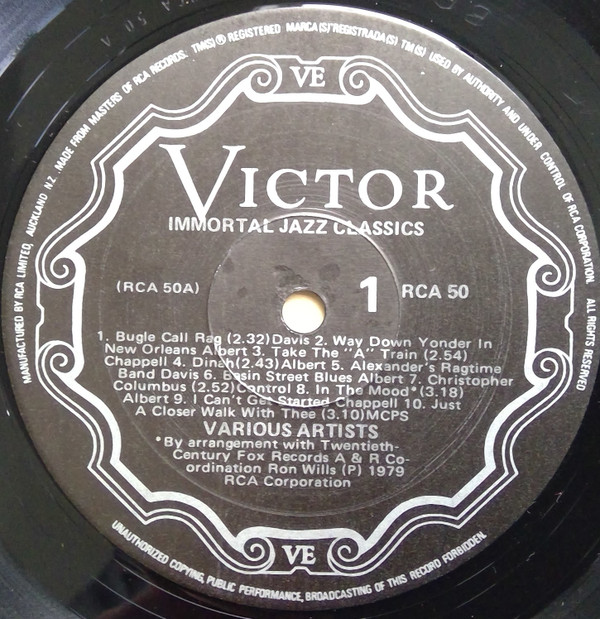 MANUFACTURED BY RCA LIMITED, AUCKLAND N.Z. MADE FROM MASTERS OF RCA RECORDS. TM(S)® REGISTERED MARCA(S) REGISTRADA(S) TM(S) USED BY AUTHORITY AND UNDER CONTROL OF RCA CORPORATION. ALL RIGHTS RESERVED
VE
VICTOR
IMMORTAL JAZZ CLASSICS
(RCA 50A) 1 RCA 50
1. Bugle Call Rag (2.32)Davis 2. Way Down Yonder In
New Orleans Albert 3. Take The "A" Train (2.54)
Chappell 4. Dinah(2.43)Albert 5. Alexander's Ragtime
Band Davis 6. Basin Street Blues Albert 7. Christopher
Columbus (2.52)Control 8. In The Mood* (3.18)
Albert 9. I Can't Get Started Chappell 10. Just
A Closer Walk With Thee (3.10)MCPS
VARIOUS ARTISTS
*By arrangement with Twentieth-
Century Fox Records A & R Co-
ordination Ron Wills (P) 1979
RCA Corporation
VE
UNAUTHORIZED COPYING, PUBLIC PERFORMANCE, BROADCASTING OF THIS RECORD FORBIDDEN.